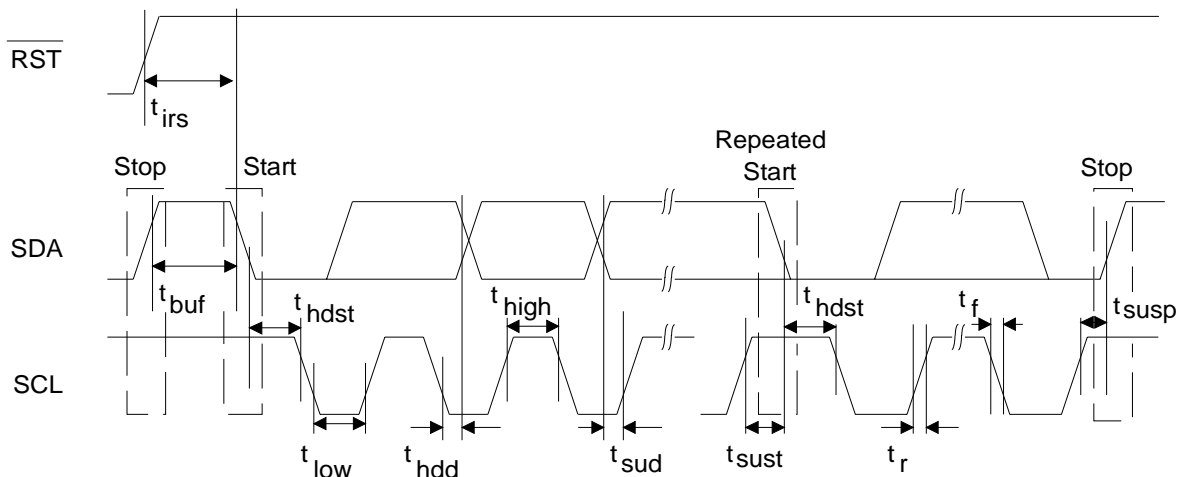 RST
t irs
Repeated
Stop Start Start Stop
SDA
t buf t hdst t high t hdst t f t susp
SCL
t low t hdd t sud t sust t r